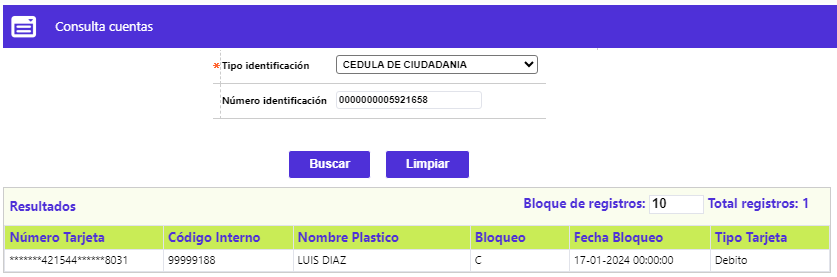 Consulta cuentas
* Tipo identificación CEDULA DE CIUDADANIA
Número identificación 0000000005921658
Buscar Limpiar
Resultados Bloque de registros: 10 Total registros: 1
Número Tarjeta Código Interno Nombre Plastico Bloqueo Fecha Bloqueo Tipo Tarjeta
*******421544******8031 99999188 LUIS DIAZ C 17-01-2024 00:00:00 Debito